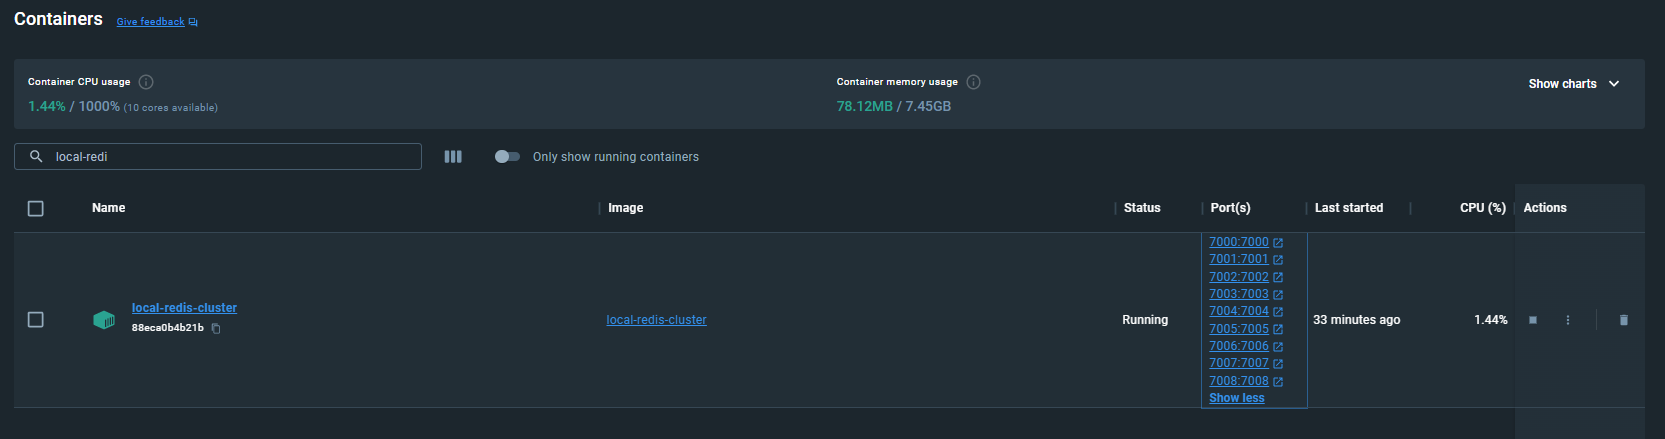 Containers Give feedback
Container CPU usage
1.44% / 1000% (10 cores available)
Container memory usage
78.12MB / 7.45GB
Show charts
local-redi
Only show running containers
Name Image Status Port(s) Last started CPU (%) Actions
local-redis-cluster
88eca0b4b21b
local-redis-cluster
Running
7000:7000
7001:7001
7002:7002
7003:7003
7004:7004
7005:7005
7006:7006
7007:7007
7008:7008
Show less
33 minutes ago
1.44%